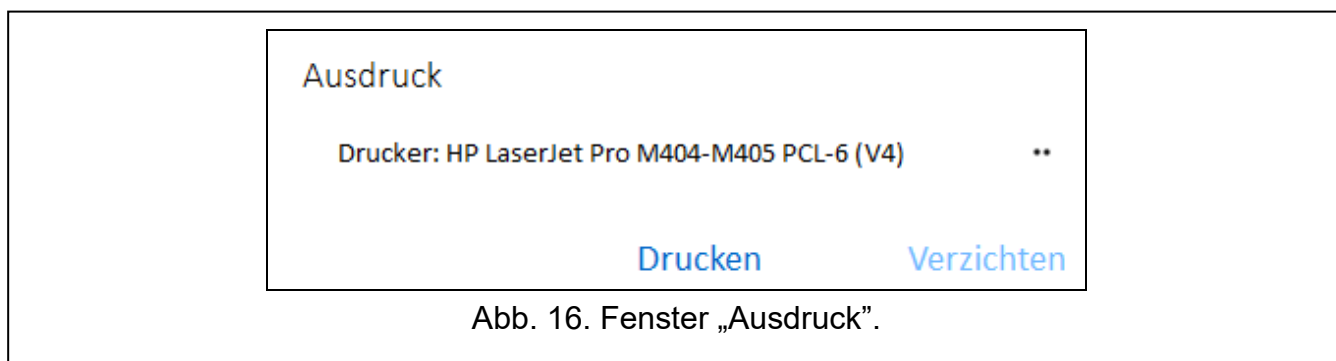 Ausdruck
Drucker: HP LaserJet Pro M404-M405 PCL-6 (V4) ••
Drucken Verzichten
Abb. 16. Fenster „Ausdruck”.